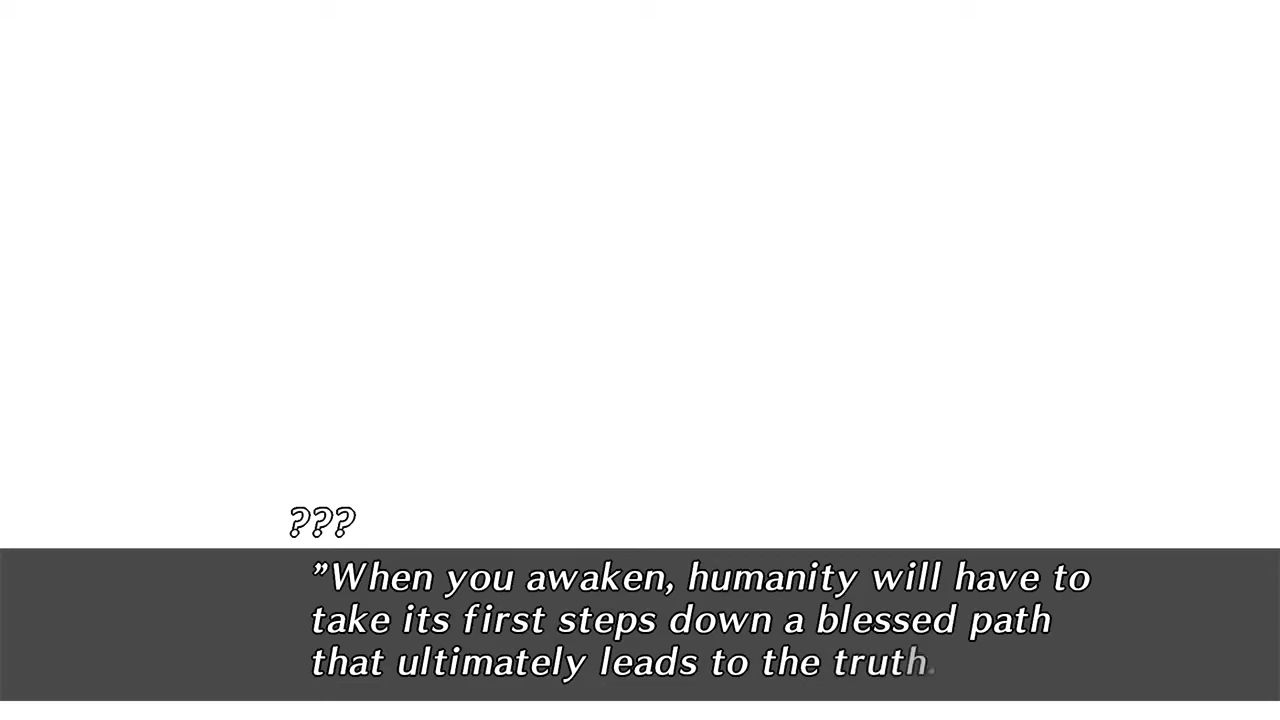 ???
”When you awaken, humanity will have to
take its first steps down a blessed path
that ultimately leads to the truth.